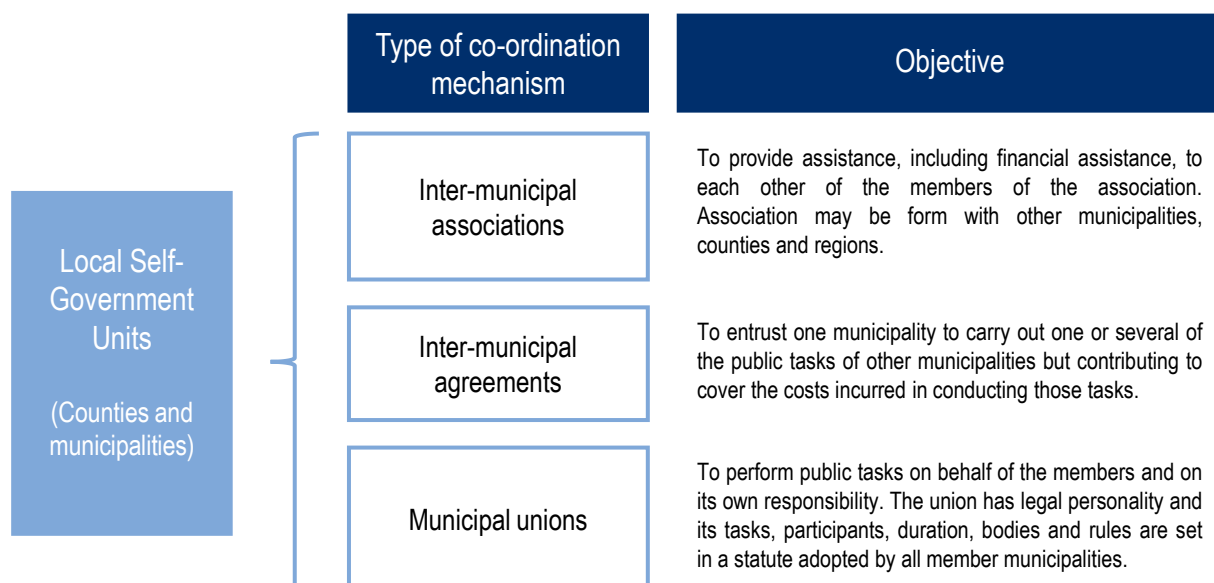 Type of co-ordination
mechanism
Objective
Local Self-
Government
Units
(Counties and
municipalities)
Inter-municipal
associations
To provide assistance, including financial assistance, to
each other of the members of the association.
Association may be form with other municipalities,
counties and regions.
Inter-municipal
agreements
To entrust one municipality to carry out one or several of
the public tasks of other municipalities but contributing to
cover the costs incurred in conducting those tasks.
Municipal unions
To perform public tasks on behalf of the members and on
its own responsibility. The union has legal personality and
its tasks, participants, duration, bodies and rules are set
in a statute adopted by all member municipalities.